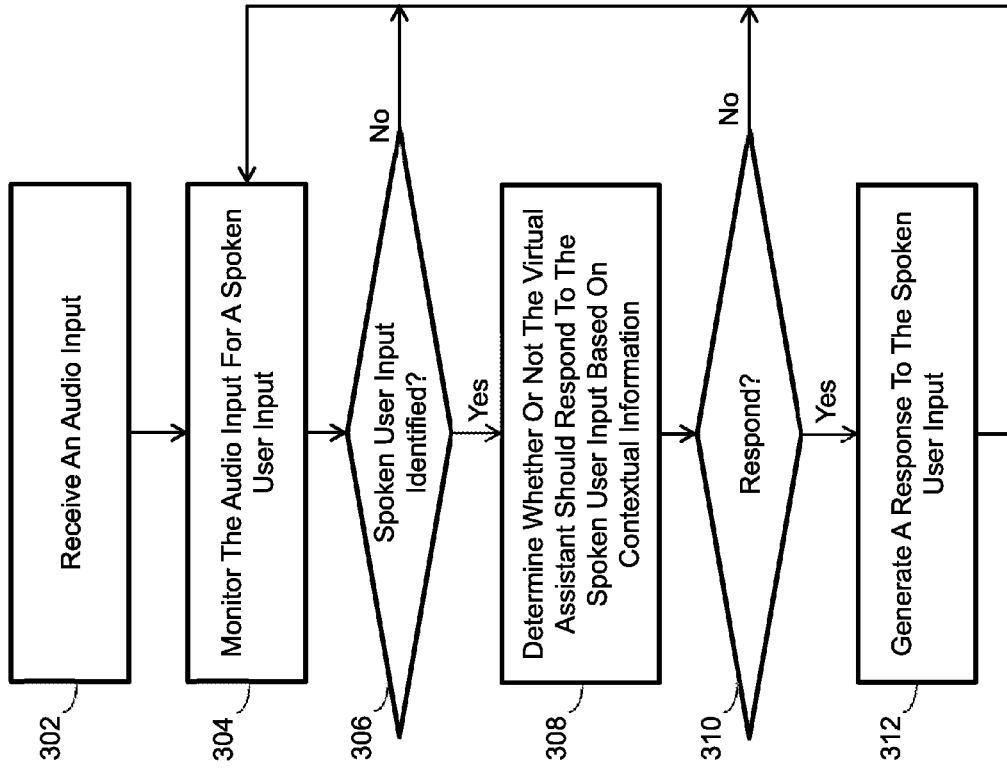 302
Receive An Audio Input
304
Monitor The Audio Input For A Spoken
User Input
306
Spoken User Input
Identified?
No
Yes
308
Determine Whether Or Not The Virtual
Assistant Should Respond To The
Spoken User Input Based On
Contextual Information
310
Respond?
No
Yes
312
Generate A Response To The Spoken
User Input